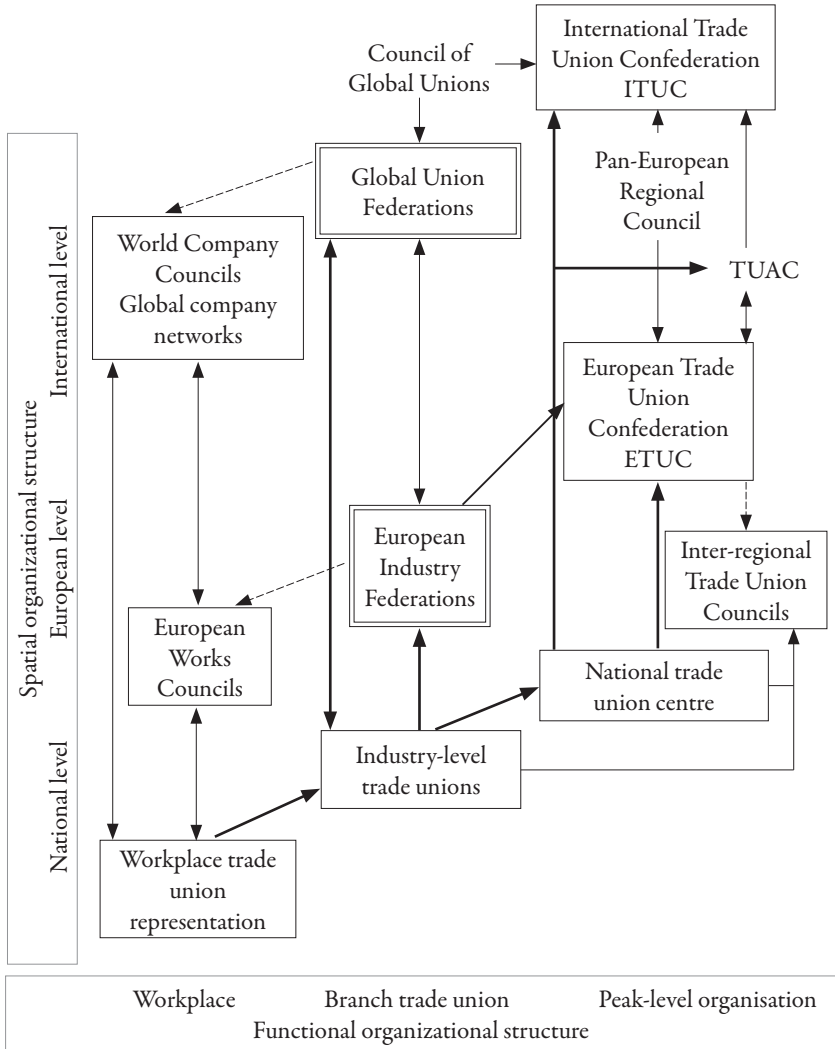 International Trade
Union Confederation
ITUC
Council of
Global Unions
Global Union
Federations
Pan-European
Regional
Council
World Company
Councils
Global company
networks
TUAC
European Trade
Union
Confederation
ETUC
European
Industry
Federations
Inter-regional
Trade Union
Councils
European
Works
Councils
National trade
union centre
Industry-level
trade unions
Workplace trade
union
representation
Spatial organizational structure
International level
European level
National level
Workplace
Branch trade union
Peak-level organisation
Functional organizational structure